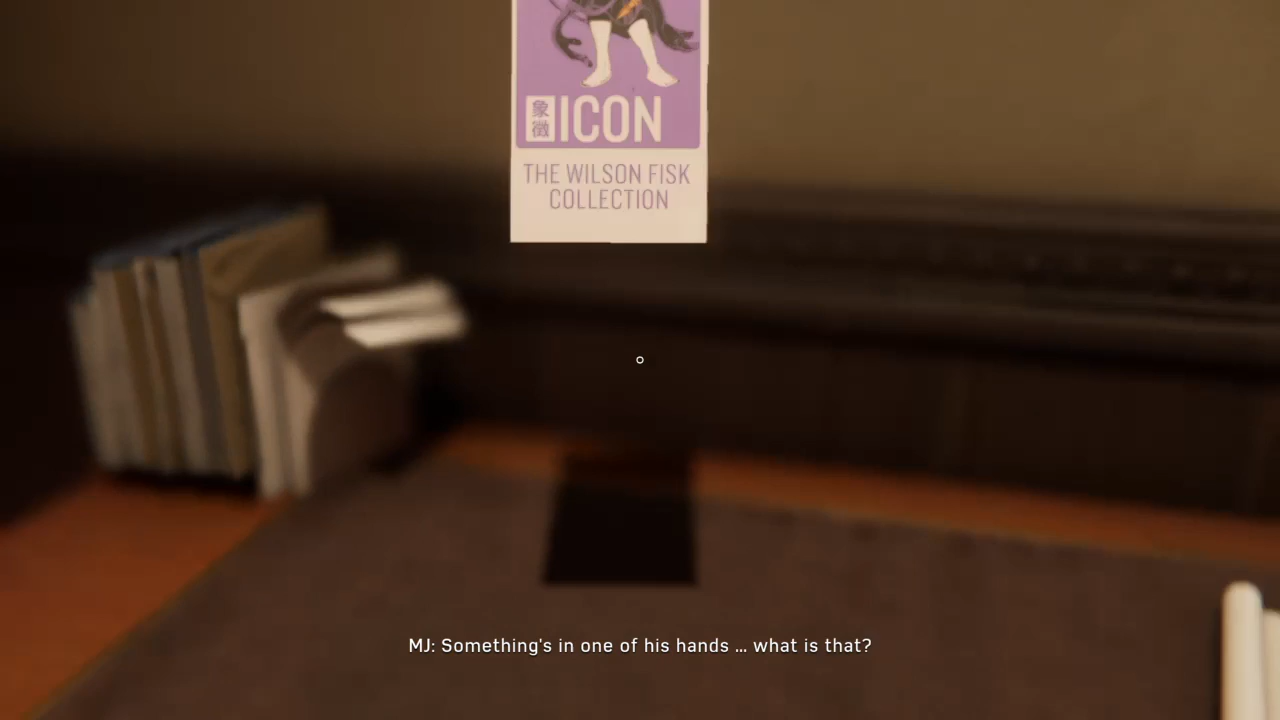 象徵
ICON
THE WILSON FISK
COLLECTION
MJ: Something's in one of his hands ... what is that?